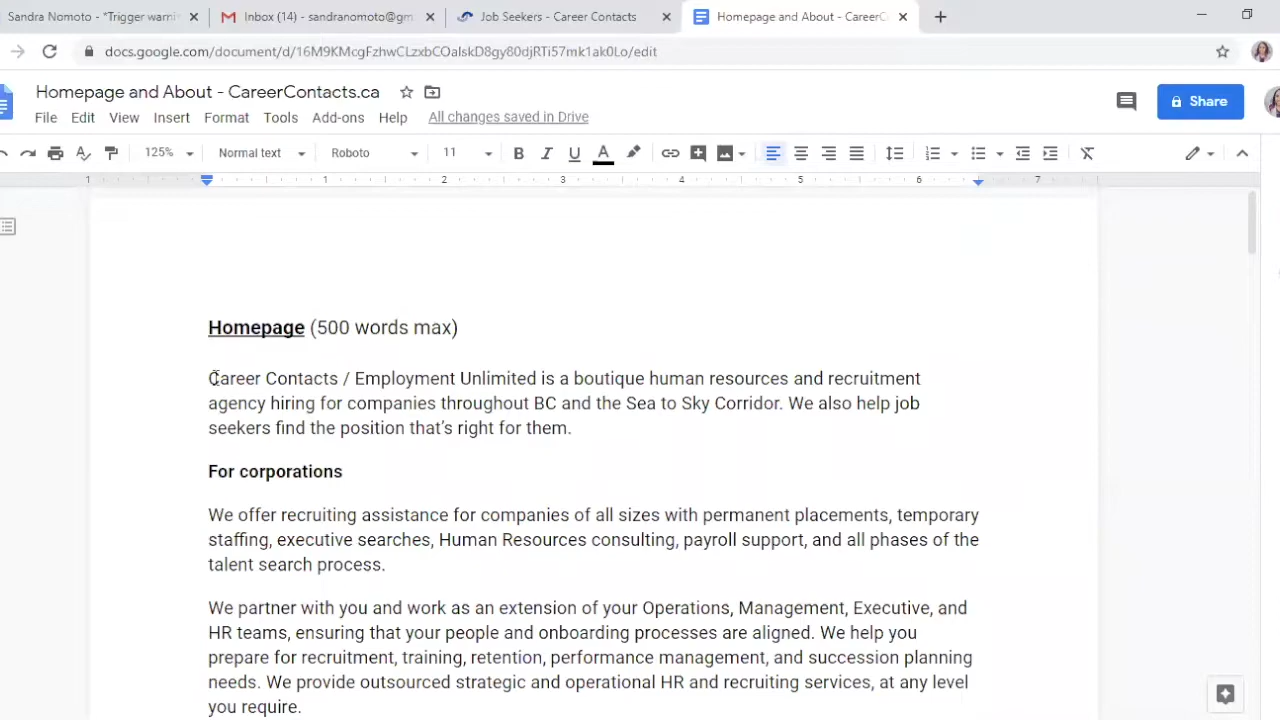 Sandra Nomoto - "Trigger warni
Inbox (14) - sandranomoto@gm
Job Seekers - Career Contacts
Homepage and About - CareerC
docs.google.com/document/d/16M9KMcgFzhwCLzxbCOalskD8gy80djRTi57mk1ak0Lo/edit
Homepage and About - CareerContacts.ca
Share
File Edit View Insert Format Tools Add-ons Help All changes saved in Drive
125% Normal text Roboto 11 B I U A
1 1 2 3 4 5 6 7
Homepage (500 words max)
Career Contacts / Employment Unlimited is a boutique human resources and recruitment
agency hiring for companies throughout BC and the Sea to Sky Corridor. We also help job
seekers find the position that's right for them.
For corporations
We offer recruiting assistance for companies of all sizes with permanent placements, temporary
staffing, executive searches, Human Resources consulting, payroll support, and all phases of the
talent search process.
We partner with you and work as an extension of your Operations, Management, Executive, and
HR teams, ensuring that your people and onboarding processes are aligned. We help you
prepare for recruitment, training, retention, performance management, and succession planning
needs. We provide outsourced strategic and operational HR and recruiting services, at any level
you require.